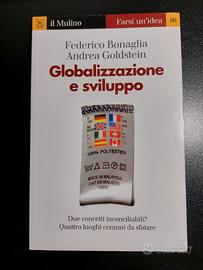 il Mulino
Farsi un'idea
86
Federico Bonaglia
Andrea Goldstein
Globalizzazione
e sviluppo
100% POLYESTER
MADE IN MALAYSIA
FAIT EN MALAISIE
Due concetti inconciliabili?
Quattro luoghi comuni da sfatare